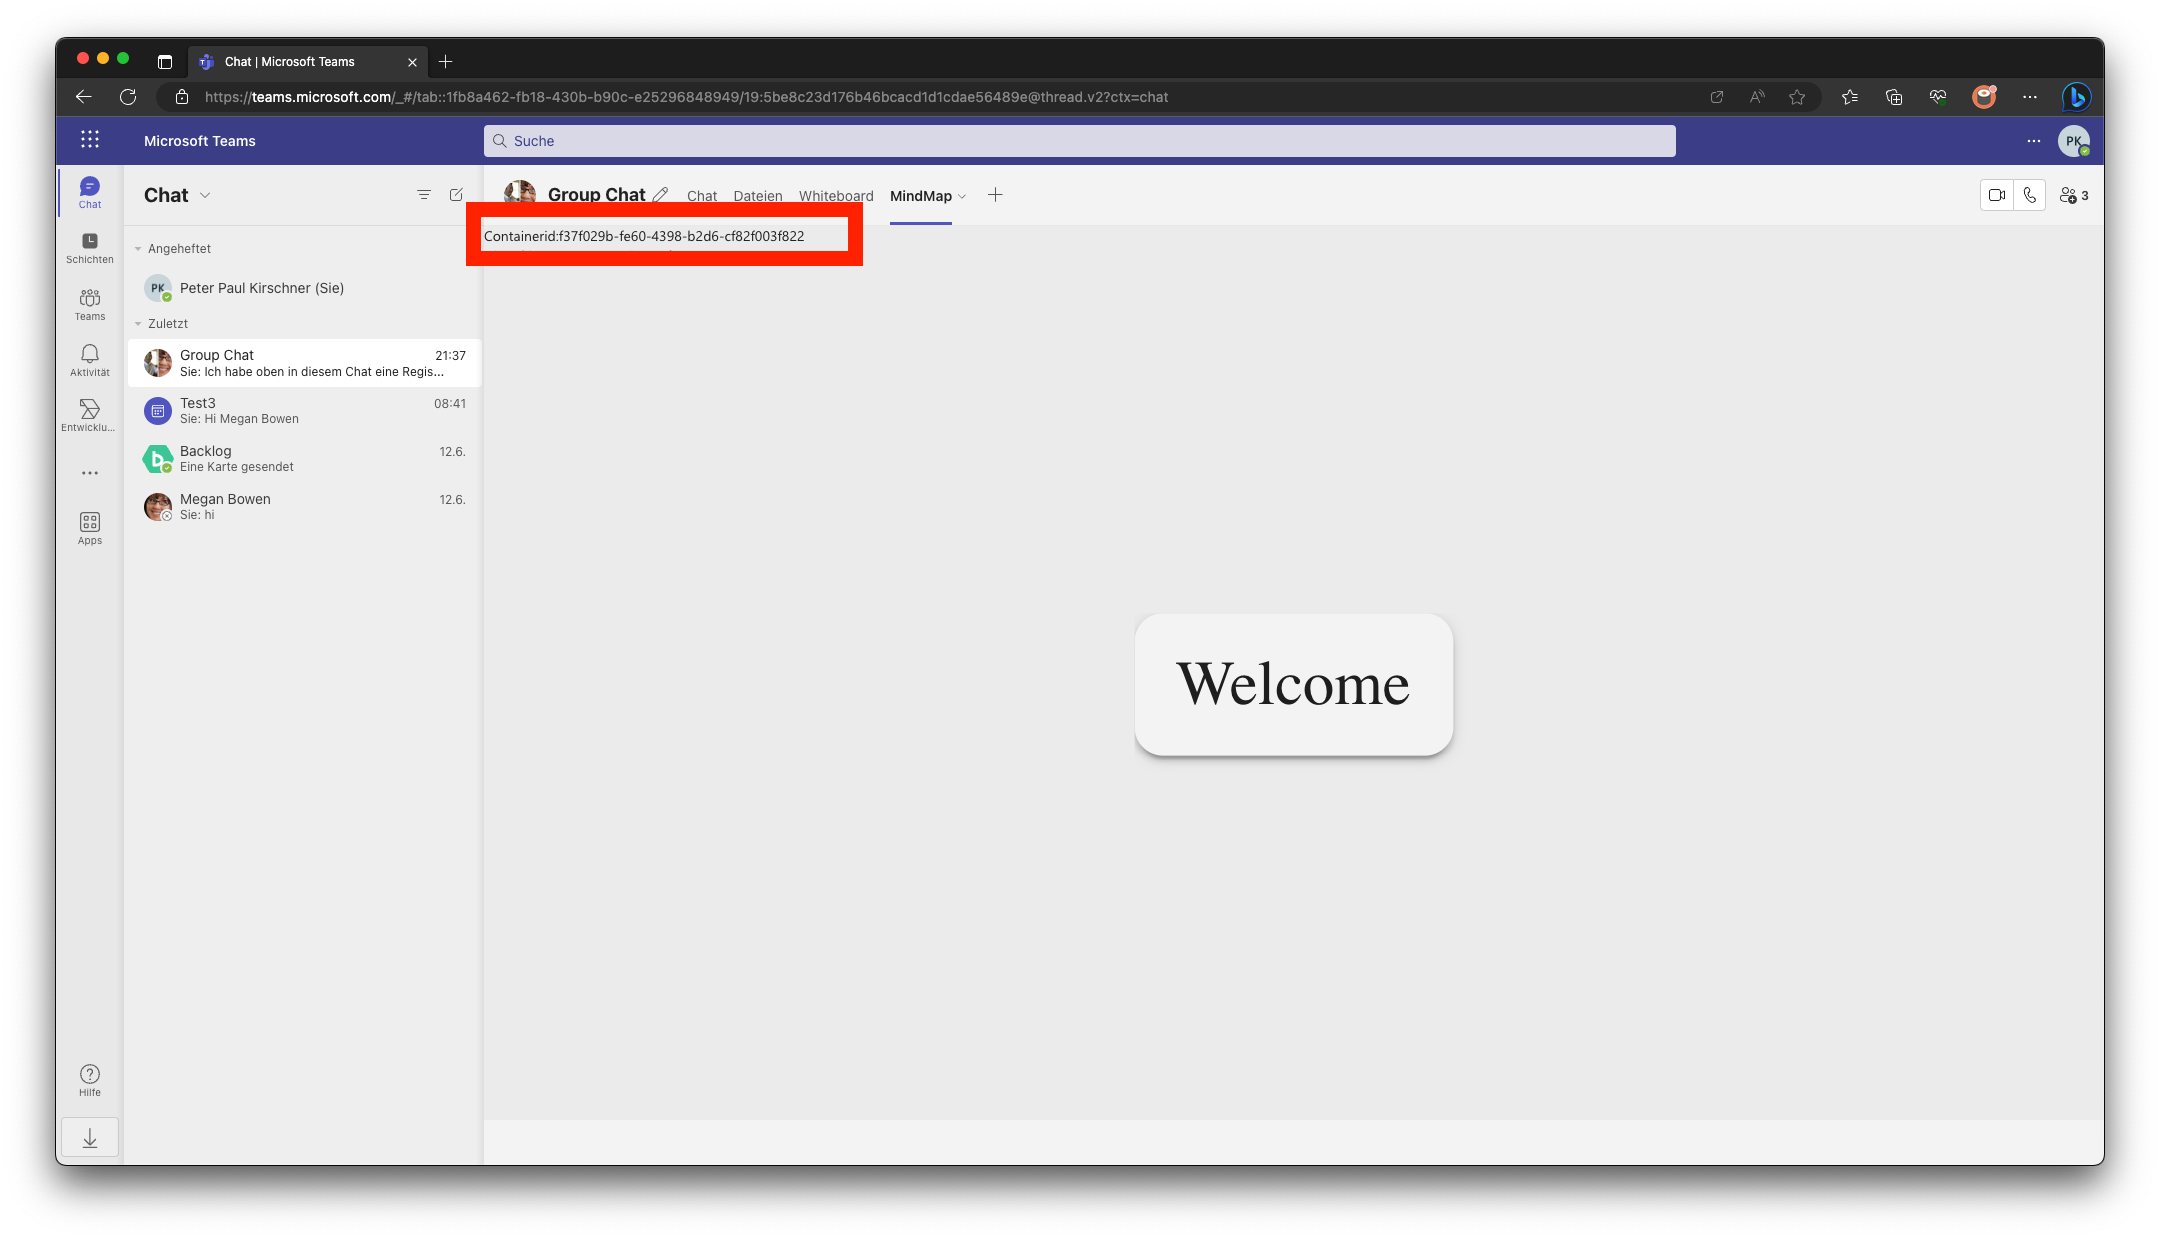 Chat | Microsoft Teams
https://teams.microsoft.com/_#/tab::1fb8a462-fb18-430b-b90c-e25296848949/19:5be8c23d176b46bcacd1d1cdae56489e@thread.v2?ctx=chat
Microsoft Teams
Suche
PK
Chat
Schichten
Teams
Aktivität
Entwicklu...
Apps
Hilfe
Chat
Angeheftet
PK
Peter Paul Kirschner (Sie)
Zuletzt
Group Chat 21:37
Sie: Ich habe oben in diesem Chat eine Regis...
Test3 08:41
Sie: Hi Megan Bowen
Backlog 12.6.
Eine Karte gesendet
Megan Bowen 12.6.
Sie: hi
Group Chat Chat Dateien Whiteboard MindMap
3
Containerid:f37f029b-fe60-4398-b2d6-cf82f003f822
Welcome